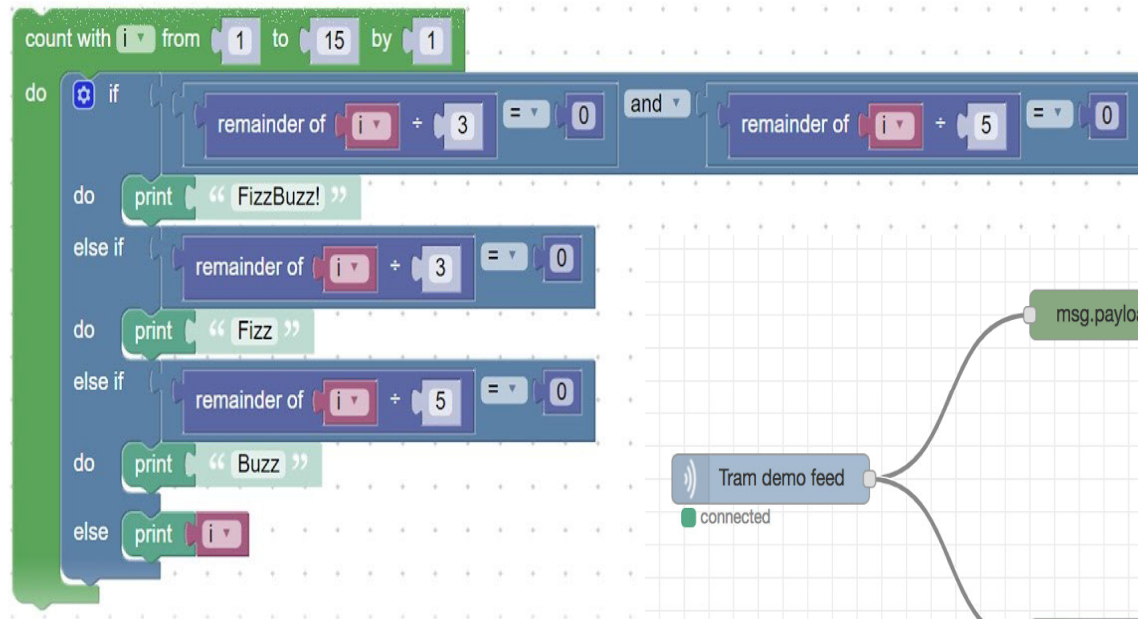 count with i from 1 to 15 by 1
do if remainder of i ÷ 3 = 0 and remainder of i ÷ 5 = 0
do print “ FizzBuzz! ”
else if remainder of i ÷ 3 = 0
do print “ Fizz ”
else if remainder of i ÷ 5 = 0
do print “ Buzz ”
else print i
msg.payloa
Tram demo feed
connected